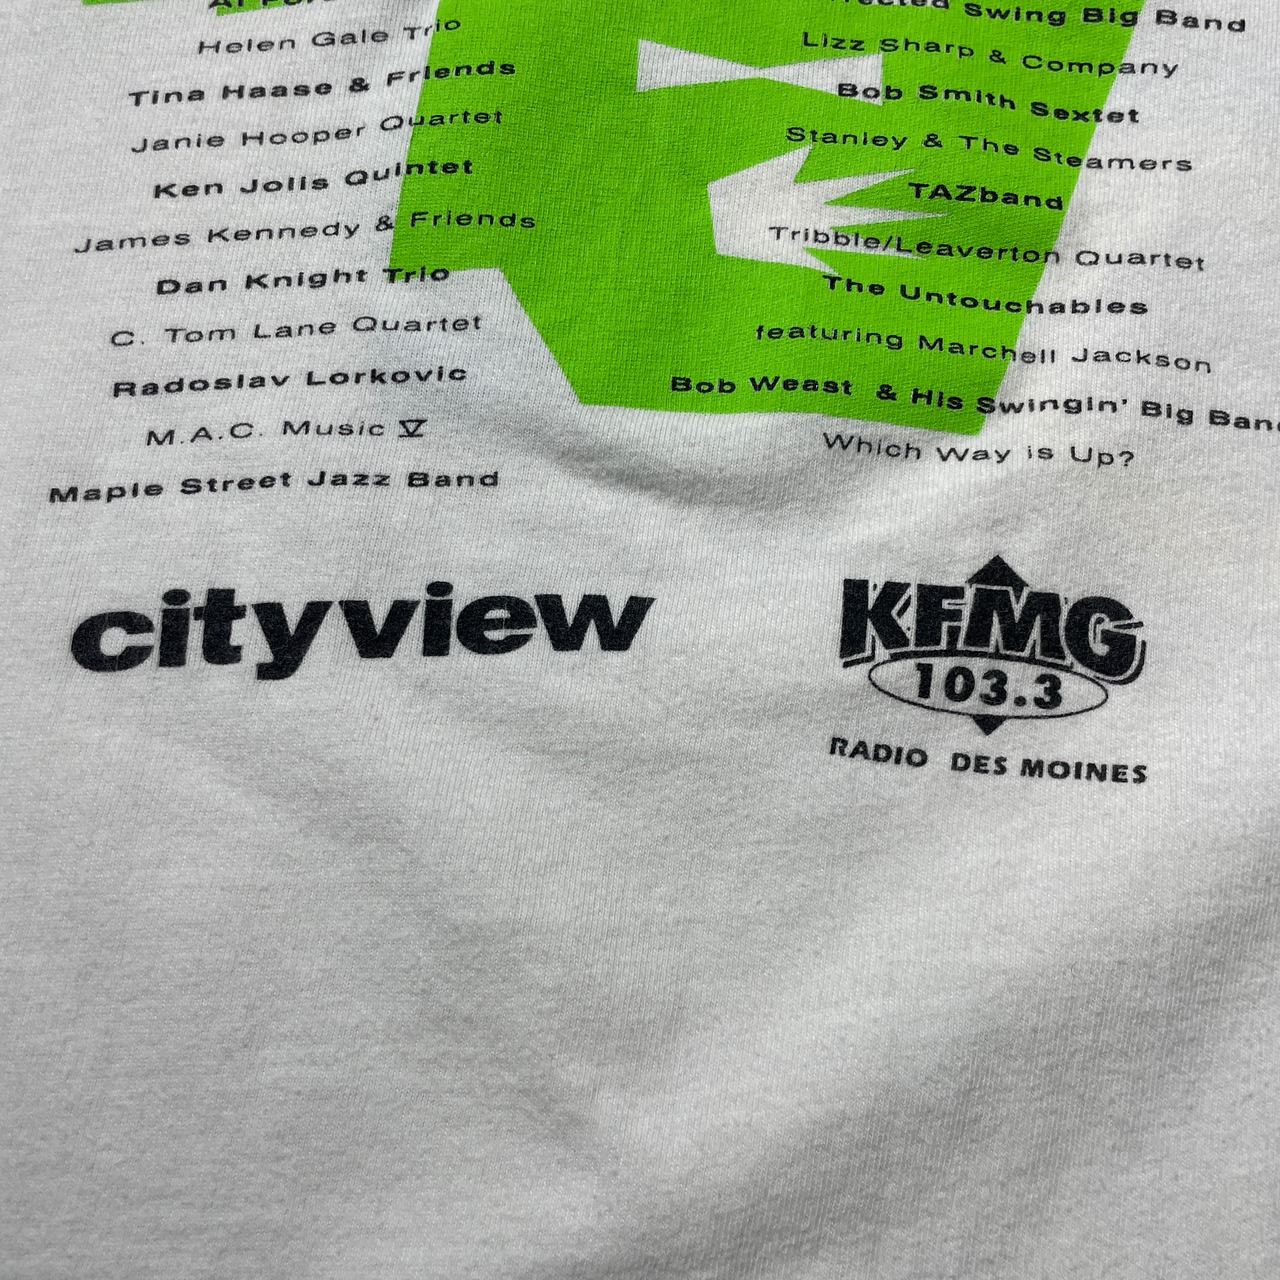 Helen Gale Trio
Tina Haase & Friends
Janie Hooper Quartet
Ken Jolls Quintet
James Kennedy & Friends
Dan Knight Trio
C. Tom Lane Quartet
Radoslav Lorkovic
M.A.C. Music V
Maple Street Jazz Band
Swing Big Band
Lizz Sharp & Company
Bob Smith Sextet
Stanley & The Steamers
TAZband
Tribble/Leaverton Quartet
The Untouchables
featuring Marchell Jackson
Bob Weast & His Swingin' Big Band
Which Way is Up?
cityview
KFMG
103.3
RADIO DES MOINES